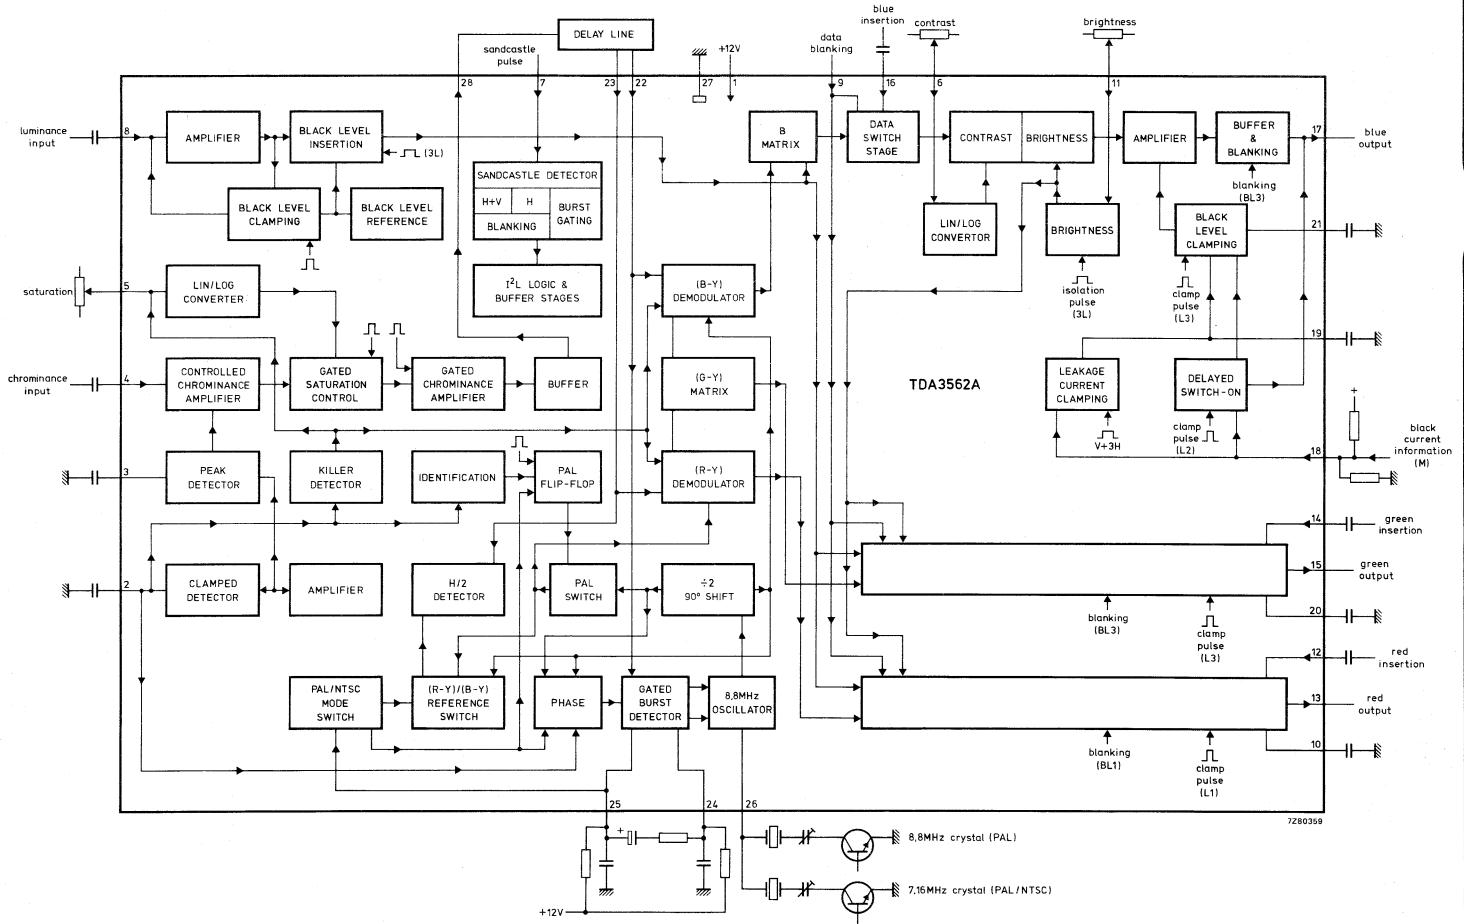 DELAY LINE
sandcastle
pulse
+12V
data
blanking
blue
insertion
contrast
brightness
28
7
23
22
27
1
9
16
6
11
luminance
input
8
AMPLIFIER
BLACK LEVEL
INSERTION
(3L)
BLACK LEVEL
CLAMPING
BLACK LEVEL
REFERENCE
SANDCASTLE DETECTOR
H+V
H
BURST
GATING
BLANKING
I²L LOGIC &
BUFFER STAGES
B
MATRIX
DATA
SWITCH
STAGE
CONTRAST
BRIGHTNESS
AMPLIFIER
BUFFER
&
BLANKING
17
blue
output
blanking
(BL3)
LIN/LOG
CONVERTOR
BRIGHTNESS
isolation
pulse
(3L)
BLACK
LEVEL
CLAMPING
21
clamp
pulse
(L3)
saturation
5
LIN/LOG
CONVERTER
(B-Y)
DEMODULATOR
19
chrominance
input
4
CONTROLLED
CHROMINANCE
AMPLIFIER
GATED
SATURATION
CONTROL
GATED
CHROMINANCE
AMPLIFIER
BUFFER
(G-Y)
MATRIX
TDA3562A
LEAKAGE
CURRENT
CLAMPING
V+3H
DELAYED
SWITCH-ON
clamp
pulse
(L2)
+
18
black
current
information
(M)
3
PEAK
DETECTOR
KILLER
DETECTOR
IDENTIFICATION
PAL
FLIP-FLOP
(R-Y)
DEMODULATOR
14
green
insertion
15
green
output
20
blanking
(BL3)
clamp
pulse
(L3)
2
CLAMPED
DETECTOR
AMPLIFIER
H/2
DETECTOR
PAL
SWITCH
÷2
90° SHIFT
12
red
insertion
13
red
output
10
blanking
(BL1)
clamp
pulse
(L1)
PAL/NTSC
MODE
SWITCH
(R-Y)/(B-Y)
REFERENCE
SWITCH
PHASE
GATED
BURST
DETECTOR
8,8MHz
OSCILLATOR
25
24
26
7Z80359
+
8,8MHz crystal (PAL)
7,16MHz crystal (PAL/NTSC)
+12V